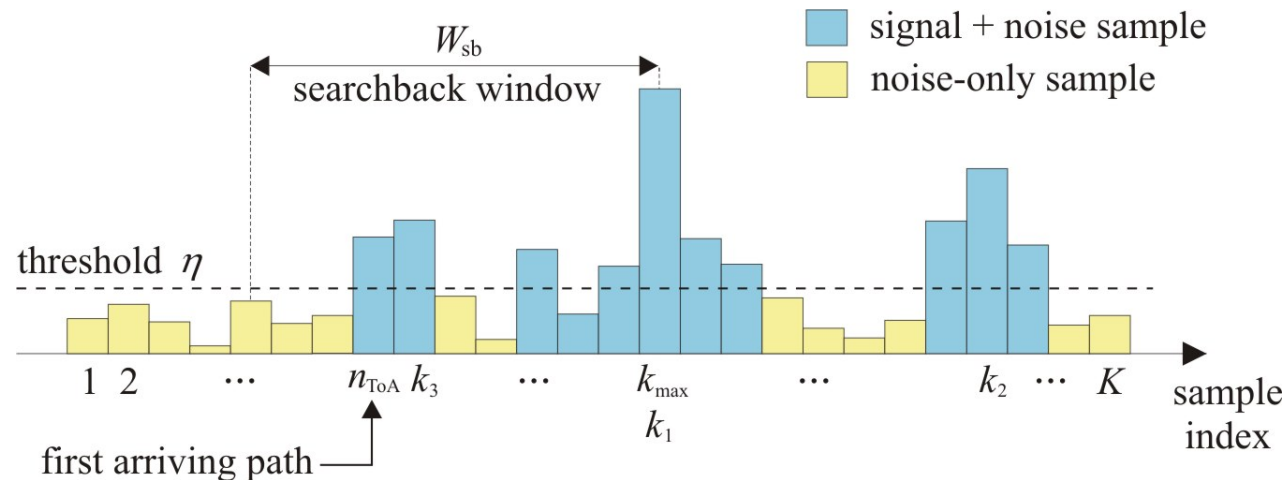 W_sb
searchback window
signal + noise sample
noise-only sample
threshold η
1 2 ... n_ToA k_3 ... k_max ... k_2 ... K
k_1
sample
index
first arriving path